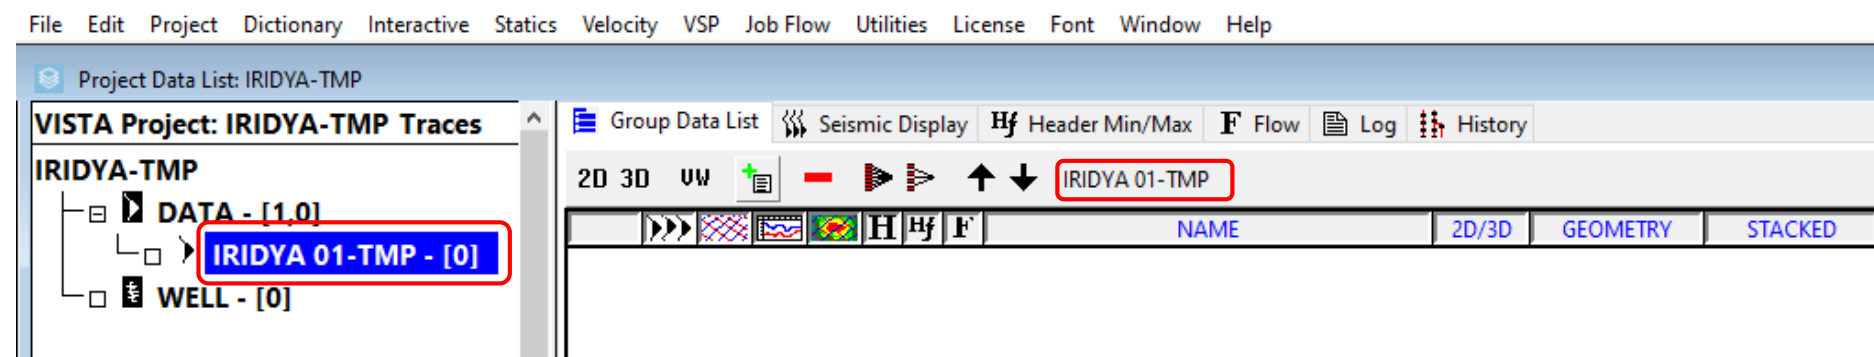 File Edit Project Dictionary Interactive Statics Velocity VSP Job Flow Utilities License Font Window Help
Project Data List: IRIDYA-TMP
VISTA Project: IRIDYA-TMP Traces
IRIDYA-TMP
DATA - [1,0]
IRIDYA 01-TMP - [0]
WELL - [0]
Group Data List Seismic Display Hf Header Min/Max F Flow Log History
2D 3D VW IRIDYA 01-TMP
H Hf F NAME 2D/3D GEOMETRY STACKED